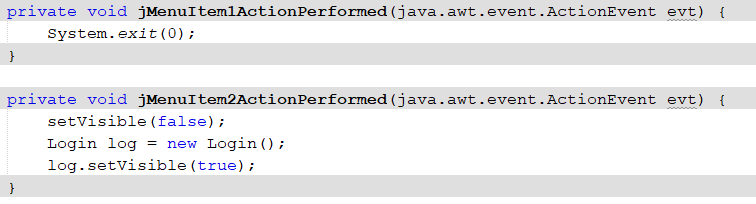 private void jMenuItem1ActionPerformed(java.awt.event.ActionEvent evt) {
System.exit(0);
}
private void jMenuItem2ActionPerformed(java.awt.event.ActionEvent evt) {
setVisible(false);
Login log = new Login();
log.setVisible(true);
}